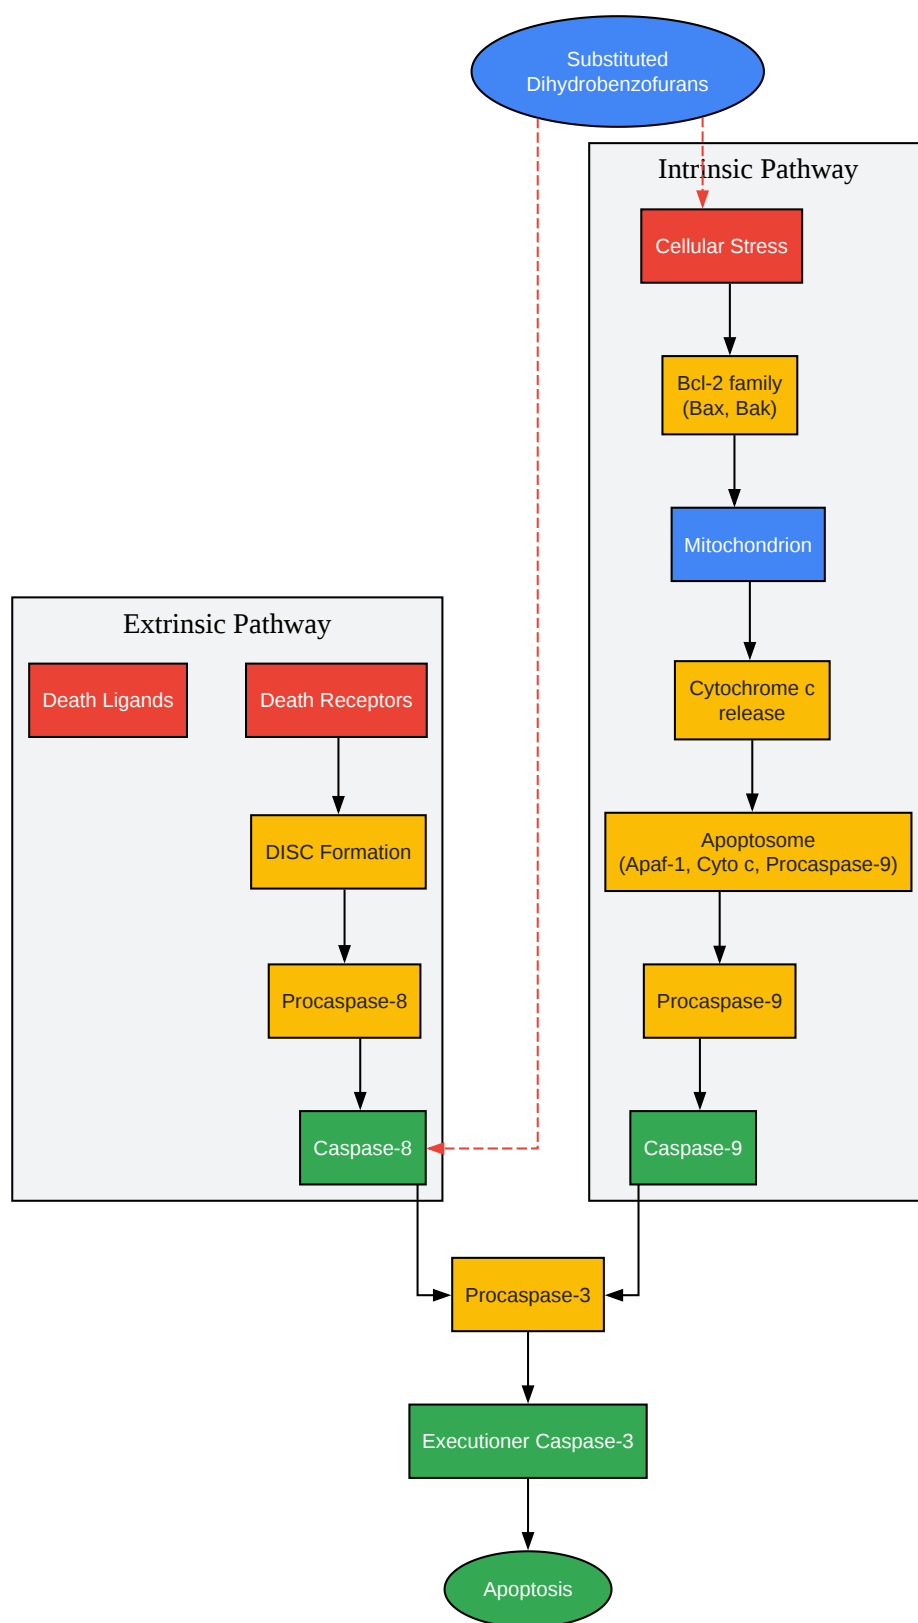 Substituted
Dihydrobenzofurans
Intrinsic Pathway
Cellular Stress
Bcl-2 family
(Bax, Bak)
Mitochondrion
Extrinsic Pathway
Death Ligands
Death Receptors
Cytochrome c
release
DISC Formation
Apoptosome
(Apaf-1, Cyto c, Procaspase-9)
Procaspase-8
Procaspase-9
Caspase-8
Caspase-9
Procaspase-3
Executioner Caspase-3
Apoptosis